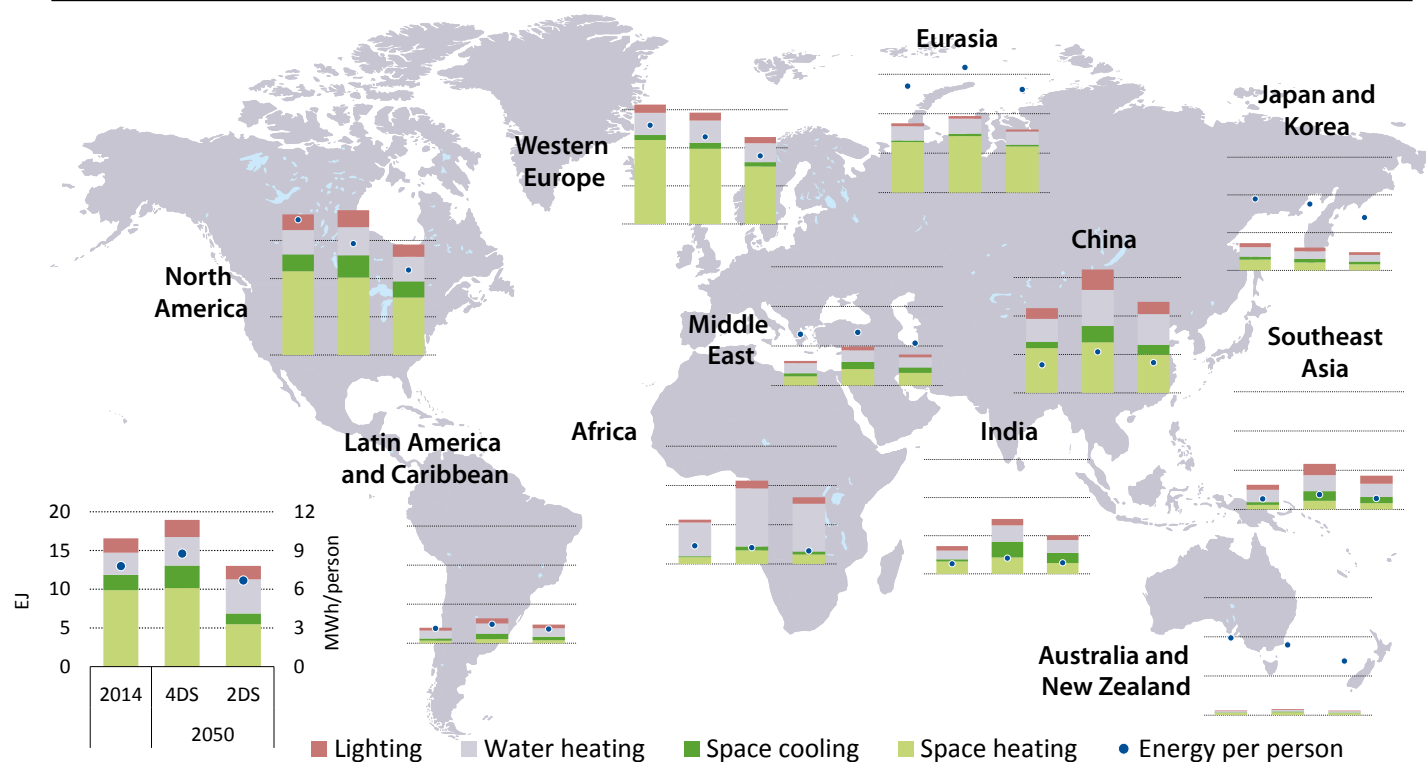 Eurasia
Japan and
Korea
Western
Europe
China
North
America
Middle
East
Southeast
Asia
Latin America
and Caribbean
Africa
India
20
15
10
5
0
EJ
12
9
6
3
0
MWh/person
2014
4DS
2DS
2050
Australia and
New Zealand
Lighting
Water heating
Space cooling
Space heating
Energy per person